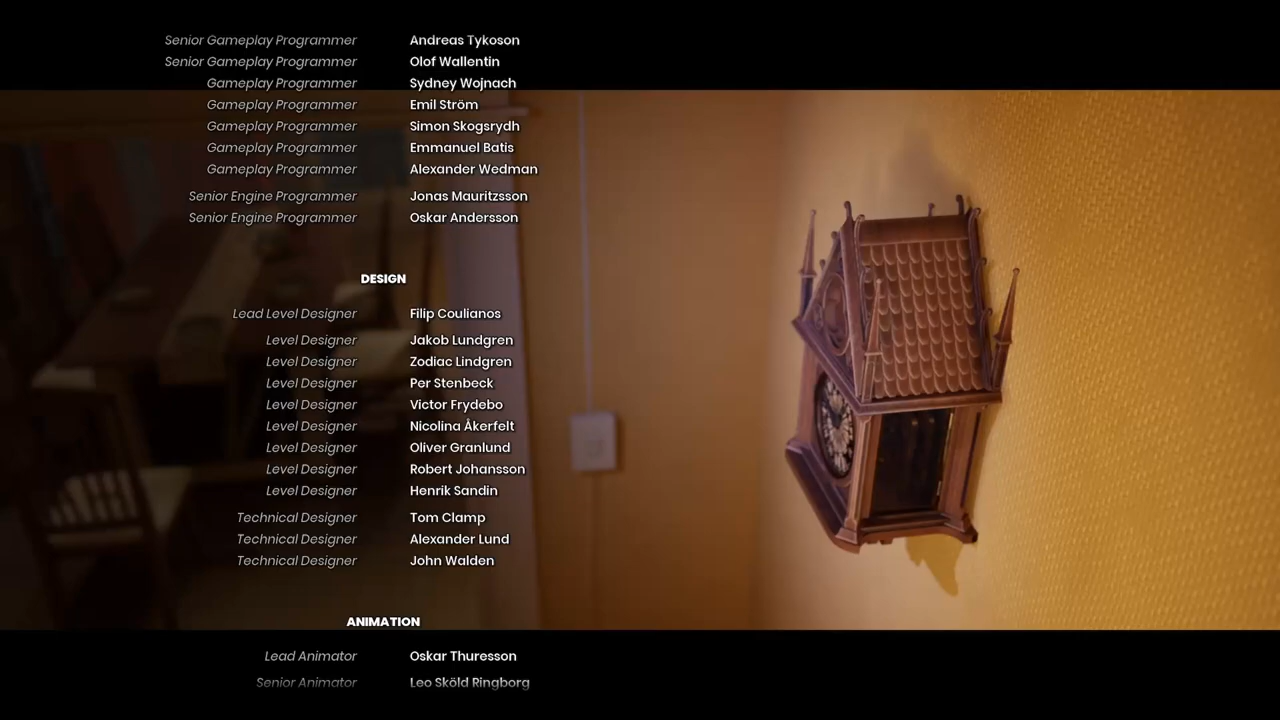 Senior Gameplay Programmer Andreas Tykoson
Senior Gameplay Programmer Olof Wallentin
Gameplay Programmer Sydney Wojnach
Gameplay Programmer Emil Ström
Gameplay Programmer Simon Skogsrydh
Gameplay Programmer Emmanuel Batis
Gameplay Programmer Alexander Wedman
Senior Engine Programmer Jonas Mauritzsson
Senior Engine Programmer Oskar Andersson
DESIGN
Lead Level Designer Filip Coulianos
Level Designer Jakob Lundgren
Level Designer Zodiac Lindgren
Level Designer Per Stenbeck
Level Designer Victor Frydebo
Level Designer Nicolina Åkerfelt
Level Designer Oliver Granlund
Level Designer Robert Johansson
Level Designer Henrik Sandin
Technical Designer Tom Clamp
Technical Designer Alexander Lund
Technical Designer John Walden
ANIMATION
Lead Animator Oskar Thuresson
Senior Animator Leo Sköld Ringborg